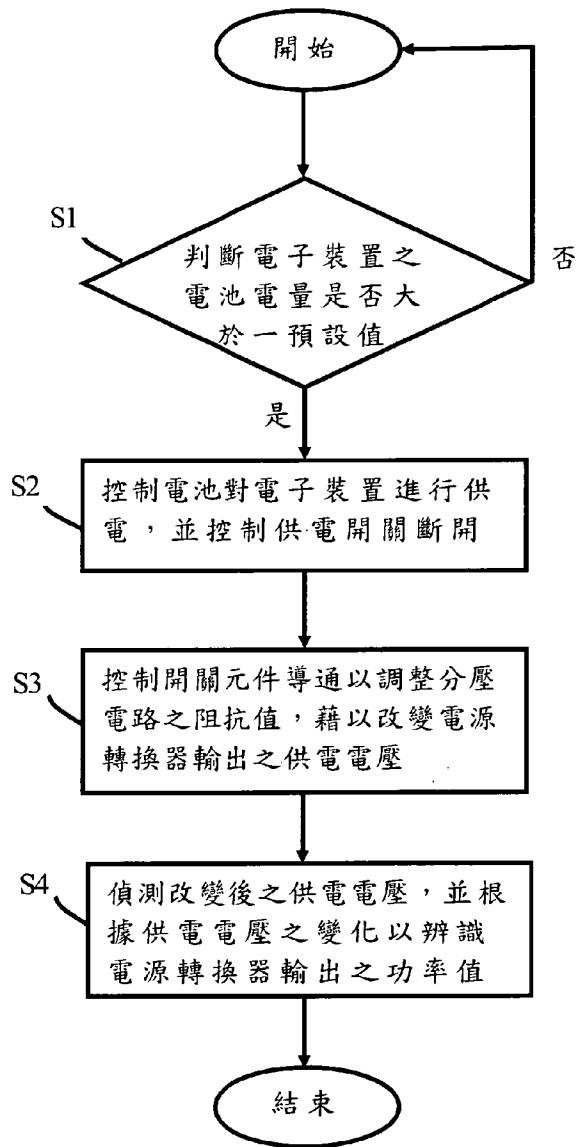 開始
S1
判斷電子裝置之
電池電量是否大
於一預設值
否
是
S2
控制電池對電子裝置進行供
電，並控制供電開關斷開
S3
控制開關元件導通以調整分壓
電路之阻抗值，藉以改變電源
轉換器輸出之供電電壓
S4
偵測改變後之供電電壓，並根
據供電電壓之變化以辨識
電源轉換器輸出之功率值
結束